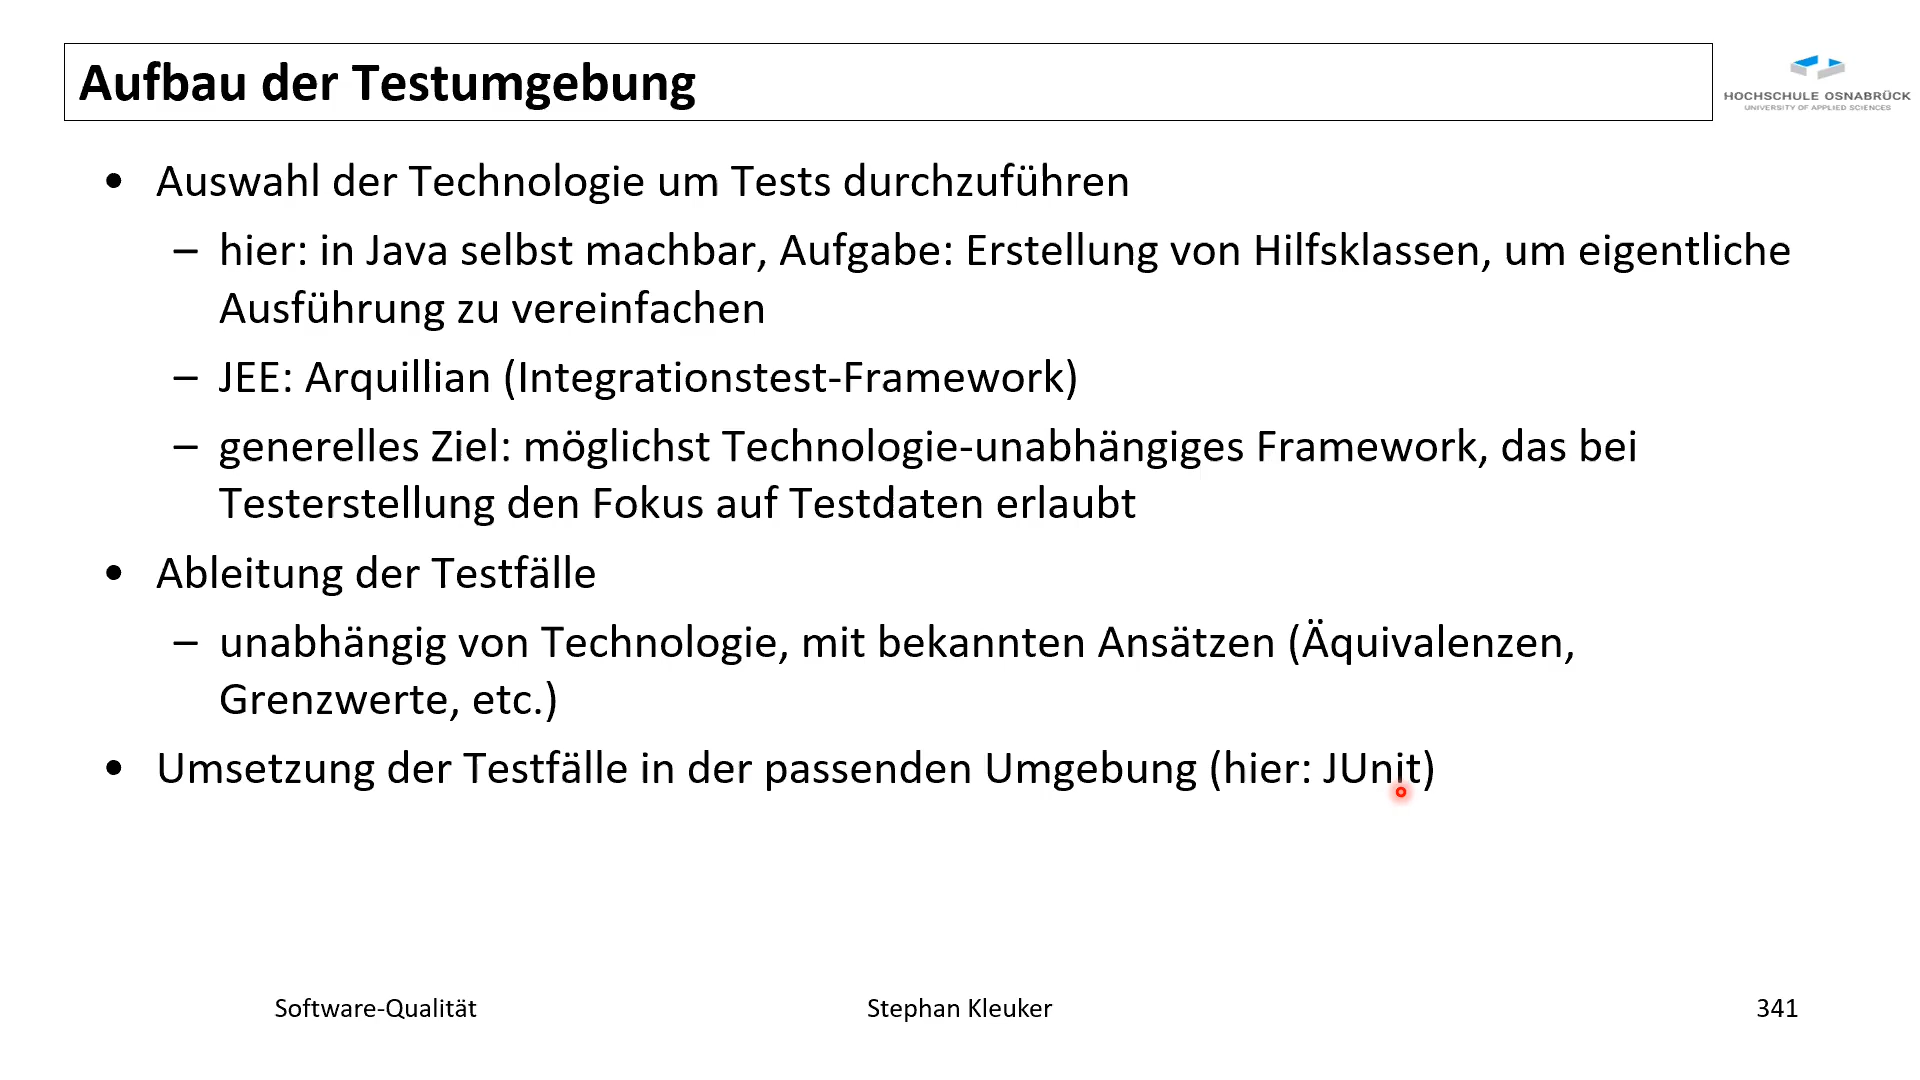 Aufbau der Testumgebung
HOCHSCHULE OSNABRÜCK
UNIVERSITY OF APPLIED SCIENCES
• Auswahl der Technologie um Tests durchzuführen
– hier: in Java selbst machbar, Aufgabe: Erstellung von Hilfsklassen, um eigentliche
Ausführung zu vereinfachen
– JEE: Arquillian (Integrationstest-Framework)
– generelles Ziel: möglichst Technologie-unabhängiges Framework, das bei
Testerstellung den Fokus auf Testdaten erlaubt
• Ableitung der Testfälle
– unabhängig von Technologie, mit bekannten Ansätzen (Äquivalenzen,
Grenzwerte, etc.)
• Umsetzung der Testfälle in der passenden Umgebung (hier: JUnit)
Software-Qualität
Stephan Kleuker
341